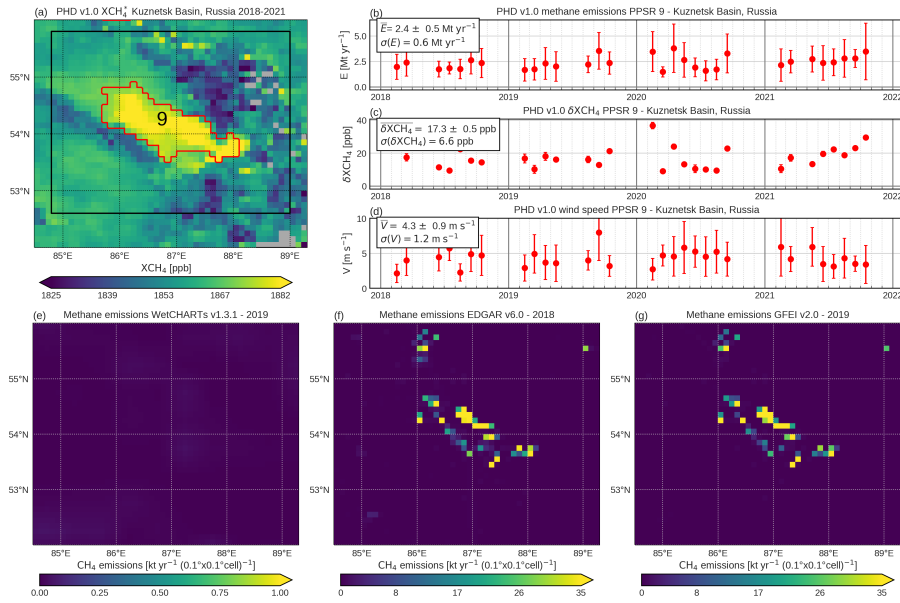 (a) PHD v1.0 XCH₄⁺ Kuznetsk Basin, Russia 2018-2021
55°N
54°N
53°N
9
85°E 86°E 87°E 88°E 89°E
XCH₄ [ppb]
1825 1839 1853 1867 1882
(b) PHD v1.0 methane emissions PPSR 9 - Kuznetsk Basin, Russia
E̅= 2.4 ± 0.5 Mt yr⁻¹
σ(E) = 0.6 Mt yr⁻¹
E [Mt yr⁻¹]
5.0
2.5
0.0
2018 2019 2020 2021 2022
(c) PHD v1.0 δXCH₄ PPSR 9 - Kuznetsk Basin, Russia
δXCH₄ = 17.3 ± 0.5 ppb
σ(δXCH₄) = 6.6 ppb
δXCH₄ [ppb]
40
20
0
2018 2019 2020 2021 2022
(d) PHD v1.0 wind speed PPSR 9 - Kuznetsk Basin, Russia
V̅ = 4.3 ± 0.9 m s⁻¹
σ(V) = 1.2 m s⁻¹
V [m s⁻¹]
10
5
0
2018 2019 2020 2021 2022
(e) Methane emissions WetCHARTs v1.3.1 - 2019
55°N
54°N
53°N
85°E 86°E 87°E 88°E 89°E
CH₄ emissions [kt yr⁻¹ (0.1°x0.1°cell)⁻¹]
0.00 0.25 0.50 0.75 1.00
(f) Methane emissions EDGAR v6.0 - 2018
55°N
54°N
53°N
85°E 86°E 87°E 88°E 89°E
CH₄ emissions [kt yr⁻¹ (0.1°x0.1°cell)⁻¹]
0 8 17 26 35
(g) Methane emissions GFEI v2.0 - 2019
55°N
54°N
53°N
85°E 86°E 87°E 88°E 89°E
CH₄ emissions [kt yr⁻¹ (0.1°x0.1°cell)⁻¹]
0 8 17 26 35